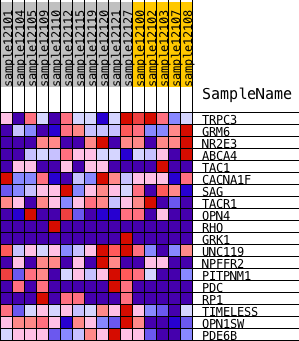 sample12101
sample12104
sample12105
sample12109
sample12110
sample12112
sample12115
sample12119
sample12120
sample12121
sample12122
sample12100
sample12102
sample12103
sample12107
sample12108
SampleName
TRPC3
GRM6
NR2E3
ABCA4
TAC1
CACNA1F
SAG
TACR1
OPN4
RHO
GRK1
UNC119
NPFFR2
PITPNM1
PDC
RP1
TIMELESS
OPN1SW
PDE6B